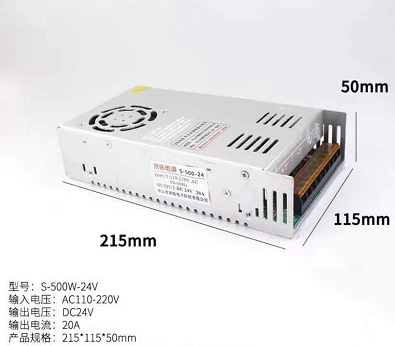 50mm
S-500-24
115mm
215mm
型号：S-500W-24V
输入电压：AC110-220V
输出电压：DC24V
输出电流：20A
产品规格：215*115*50mm